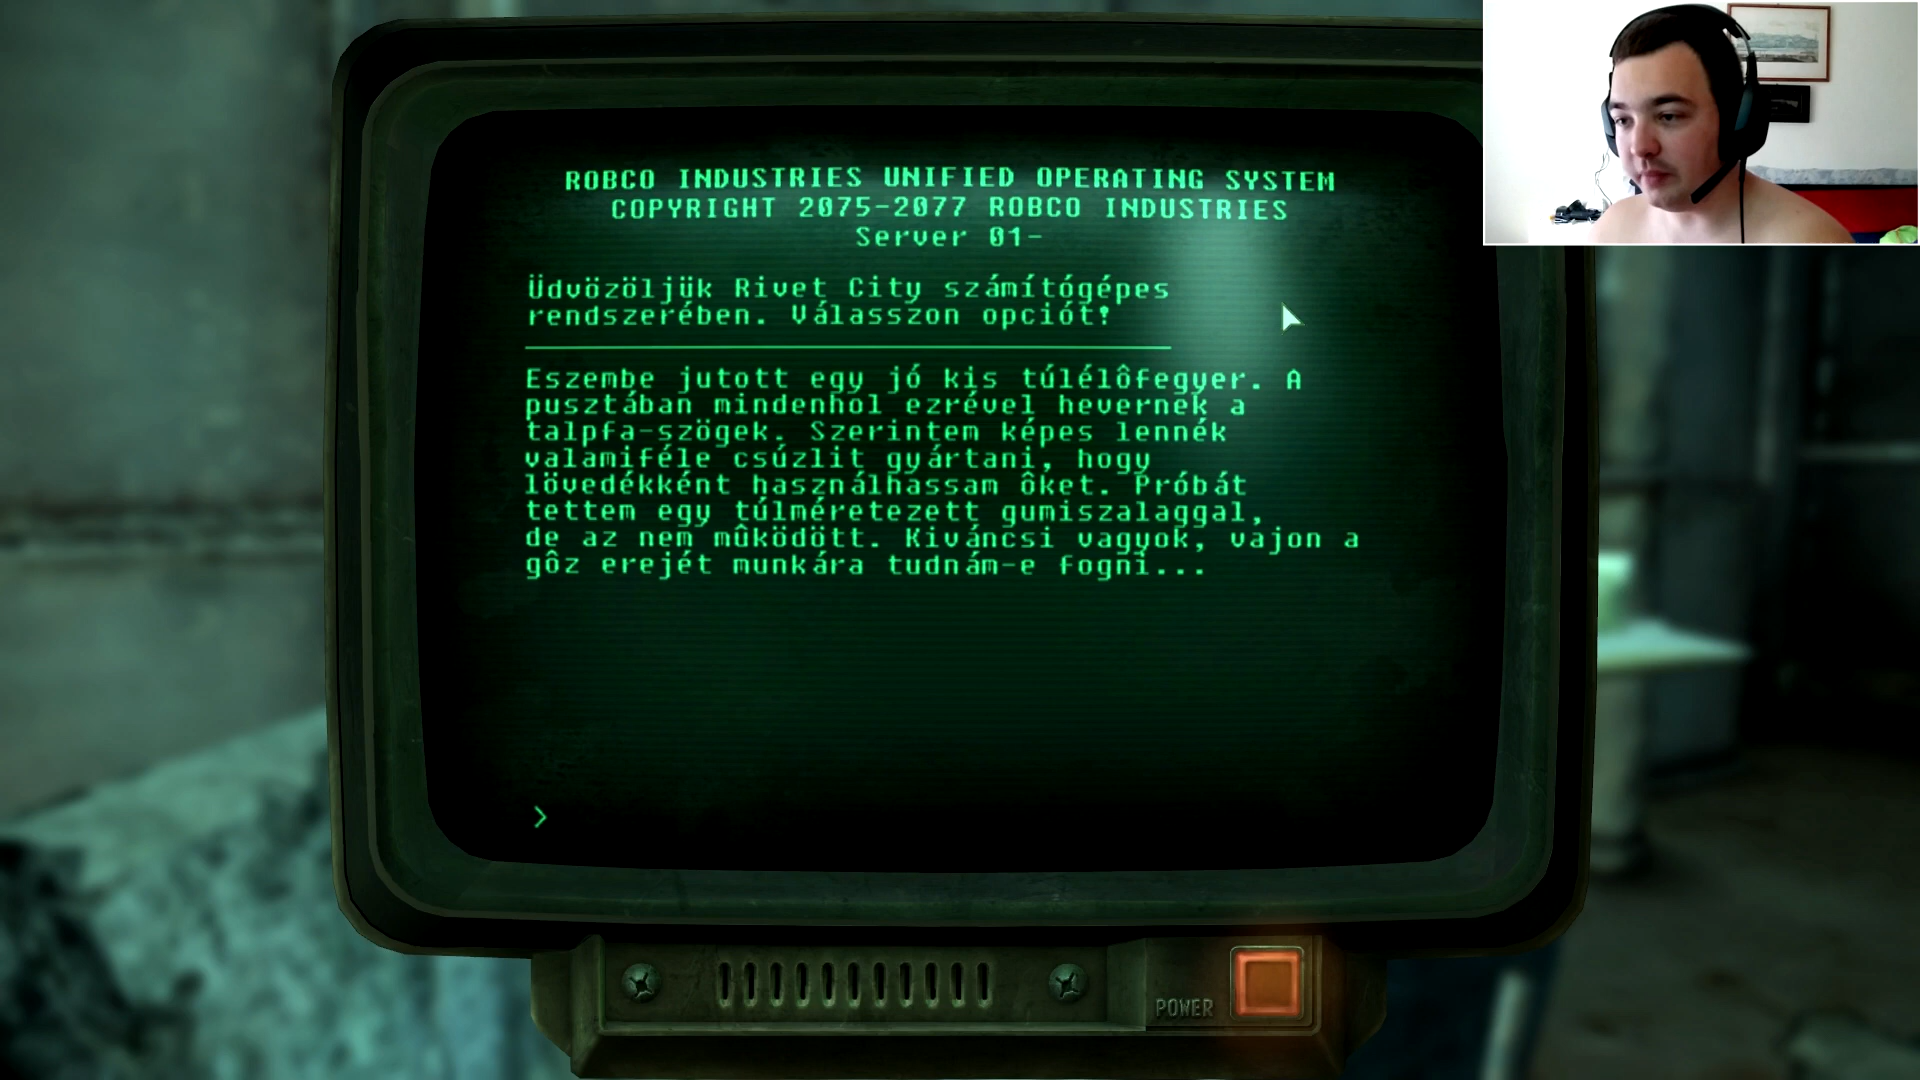 ROBCO INDUSTRIES UNIFIED OPERATING SYSTEM
COPYRIGHT 2075-2077 ROBCO INDUSTRIES
Server 01-
Üdvözöljük Rivet City számítógépes
rendszerében. Válasszon opciót!
Eszembe jutott egy jó kis túlélôfegyer. A
pusztában mindenhol ezrével hevernek a
talpfa-szögek. Szerintem képes lennék
valamiféle csúzlit gyártani, hogy
lövedékként használhassam ôket. Próbát
tettem egy túlméretezett gumiszalaggal,
de az nem mûködött. Kiváncsi vagyok, vajon a
gôz erejét munkára tudnám-e fogni...
>
POWER